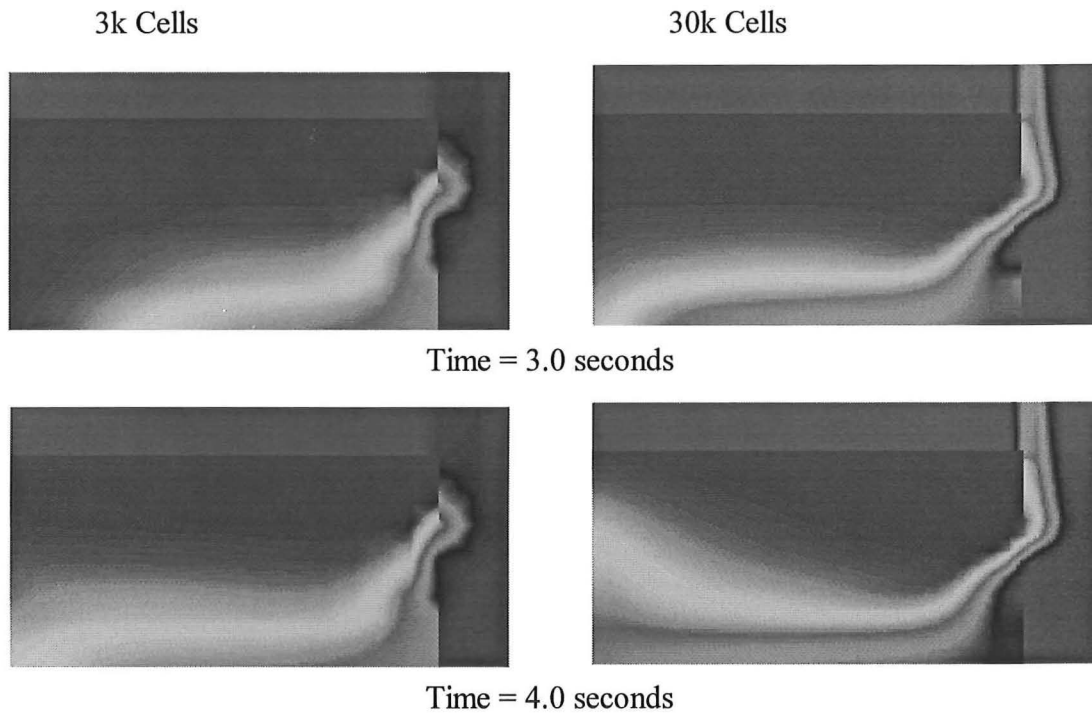 3k Cells
30k Cells
Time = 3.0 seconds
Time = 4.0 seconds